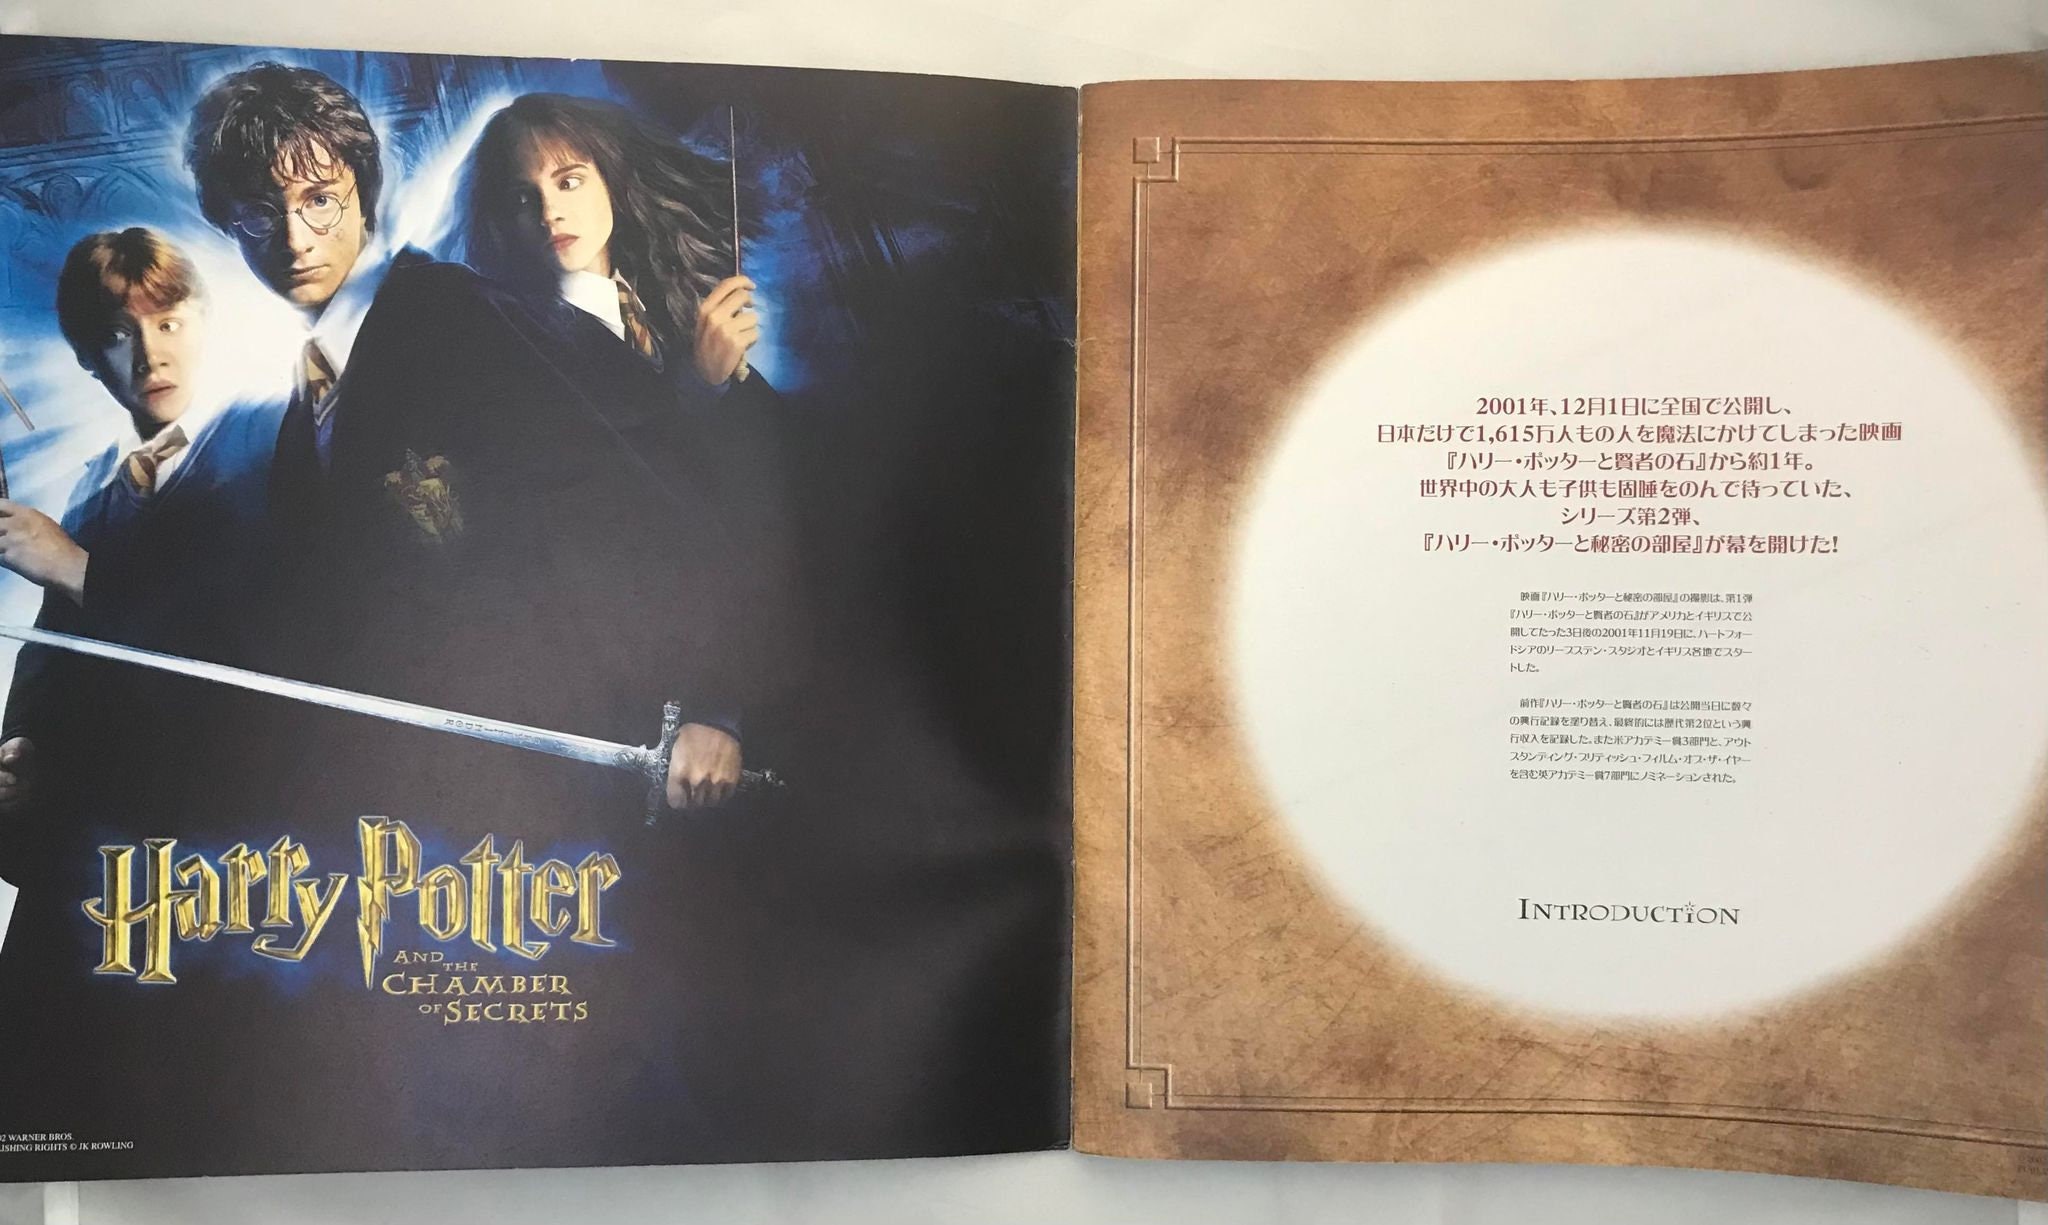 Harry Potter
AND THE
CHAMBER
OF SECRETS
WARNER BROS.
RIGHTS © JK ROWLING
2001年、12月1日に全国で公開し、
日本だけで1,615万人もの人を魔法にかけてしまった映画
『ハリー・ポッターと賢者の石』から約1年。
世界中の大人も子供も固唾をのんで待っていた、
シリーズ第2弾、
『ハリー・ポッターと秘密の部屋』が幕を開けた!
映画『ハリー・ポッターと秘密の部屋』の撮影は、第1弾
『ハリー・ポッターと賢者の石』がアメリカとイギリスで公
開してたった3日後の2001年11月19日に、ハートフォー
ドシアのリーブステン・スタジオとイギリス各地でスター
トした。
前作『ハリー・ポッターと賢者の石』は公開当日に数々
の興行記録を塗り替え、最終的には歴代第2位という興
行収入を記録した。また米アカデミー賞3部門と、アウト
スタンディング・ブリティッシュ・フィルム・オブ・ザ・イヤー
を含む英アカデミー賞7部門にノミネーションされた。
INTRODUCTION